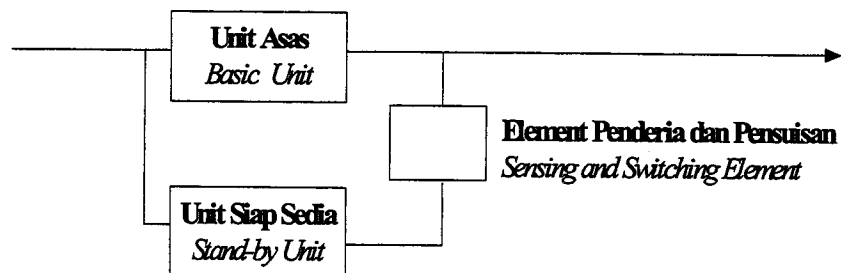 Unit Asas
Basic Unit
Element Penderia dan Pensuisan
Sensing and Switching Element
Unit Siap Sedia
Stand-by Unit